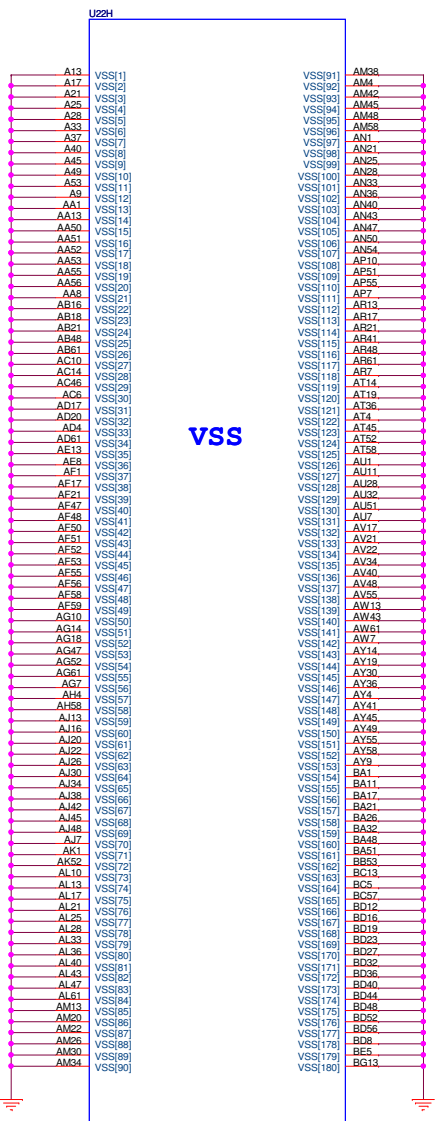 U22H
A13 VSS[1] VSS[91] AM38
A17 VSS[2] VSS[92] AM4
A21 VSS[3] VSS[93] AM42
A25 VSS[4] VSS[94] AM45
A28 VSS[5] VSS[95] AM48
A33 VSS[6] VSS[96] AM58
A37 VSS[7] VSS[97] AN1
A40 VSS[8] VSS[98] AN21
A45 VSS[9] VSS[99] AN25
A49 VSS[10] VSS[100] AN28
A53 VSS[11] VSS[101] AN33
A9 VSS[12] VSS[102] AN36
AA1 VSS[13] VSS[103] AN40
AA13 VSS[14] VSS[104] AN43
AA50 VSS[15] VSS[105] AN47
AA51 VSS[16] VSS[106] AN50
AA52 VSS[17] VSS[107] AN54
AA53 VSS[18] VSS[108] AP10
AA55 VSS[19] VSS[109] AP51
AA56 VSS[20] VSS[110] AP55
AA8 VSS[21] VSS[111] AP7
AB16 VSS[22] VSS[112] AR13
AB18 VSS[23] VSS[113] AR17
AB21 VSS[24] VSS[114] AR21
AB48 VSS[25] VSS[115] AR41
AB61 VSS[26] VSS[116] AR48
AC10 VSS[27] VSS[117] AR61
AC14 VSS[28] VSS[118] AR7
AC46 VSS[29] VSS[119] AT14
AC6 VSS[30] VSS[120] AT19
AD17 VSS[31] VSS[121] AT36
AD20 VSS[32] VSS[122] AT4
AD4 VSS[33] VSS[123] AT45
VSS
AD61 VSS[34] VSS[124] AT52
AE13 VSS[35] VSS[125] AT58
AE8 VSS[36] VSS[126] AU1
AF1 VSS[37] VSS[127] AU11
AF17 VSS[38] VSS[128] AU28
AF21 VSS[39] VSS[129] AU32
AF47 VSS[40] VSS[130] AU51
AF48 VSS[41] VSS[131] AU7
AF50 VSS[42] VSS[132] AV17
AF51 VSS[43] VSS[133] AV21
AF52 VSS[44] VSS[134] AV22
AF53 VSS[45] VSS[135] AV34
AF55 VSS[46] VSS[136] AV40
AF56 VSS[47] VSS[137] AV48
AF58 VSS[48] VSS[138] AV55
AF59 VSS[49] VSS[139] AW13
AG10 VSS[50] VSS[140] AW43
AG14 VSS[51] VSS[141] AW61
AG18 VSS[52] VSS[142] AW7
AG47 VSS[53] VSS[143] AY14
AG52 VSS[54] VSS[144] AY19
AG61 VSS[55] VSS[145] AY30
AG7 VSS[56] VSS[146] AY36
AH4 VSS[57] VSS[147] AY4
AH58 VSS[58] VSS[148] AY41
AJ13 VSS[59] VSS[149] AY45
AJ16 VSS[60] VSS[150] AY49
AJ20 VSS[61] VSS[151] AY55
AJ22 VSS[62] VSS[152] AY58
AJ26 VSS[63] VSS[153] AY9
AJ30 VSS[64] VSS[154] BA1
AJ34 VSS[65] VSS[155] BA11
AJ38 VSS[66] VSS[156] BA17
AJ42 VSS[67] VSS[157] BA21
AJ45 VSS[68] VSS[158] BA26
AJ48 VSS[69] VSS[159] BA32
AJ7 VSS[70] VSS[160] BA48
AK1 VSS[71] VSS[161] BA51
AK52 VSS[72] VSS[162] BB53
AL10 VSS[73] VSS[163] BC13
AL13 VSS[74] VSS[164] BC5
AL17 VSS[75] VSS[165] BC57
AL21 VSS[76] VSS[166] BD12
AL25 VSS[77] VSS[167] BD16
AL28 VSS[78] VSS[168] BD19
AL33 VSS[79] VSS[169] BD23
AL36 VSS[80] VSS[170] BD27
AL40 VSS[81] VSS[171] BD32
AL43 VSS[82] VSS[172] BD36
AL47 VSS[83] VSS[173] BD40
AL61 VSS[84] VSS[174] BD44
AM13 VSS[85] VSS[175] BD48
AM20 VSS[86] VSS[176] BD52
AM22 VSS[87] VSS[177] BD56
AM26 VSS[88] VSS[178] BD8
AM30 VSS[89] VSS[179] BE5
AM34 VSS[90] VSS[180] BG13